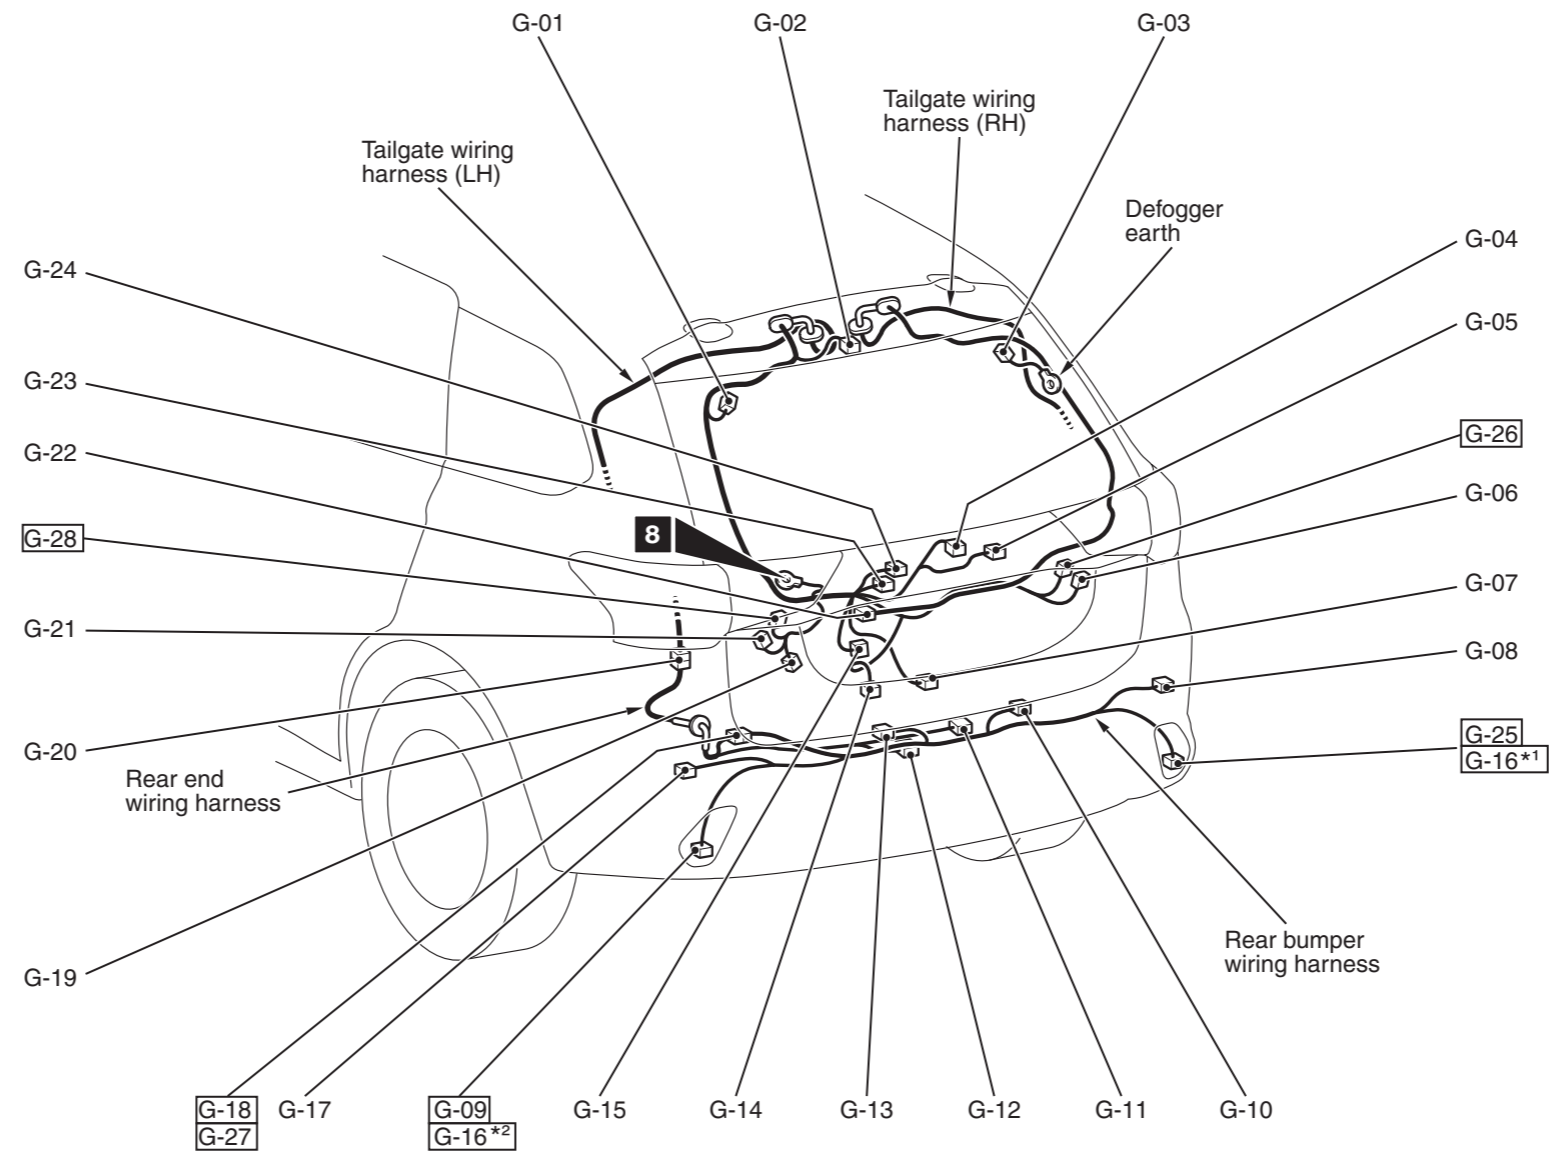 G-01
G-02
G-03
Tailgate wiring
harness (RH)
Tailgate wiring
harness (LH)
Defogger
earth
G-04
G-24
G-05
G-23
G-26
G-22
G-06
8
G-28
G-07
G-21
G-08
G-20
G-25
G-16*1
Rear end
wiring harness
Rear bumper
wiring harness
G-19
G-18
G-27
G-17
G-09
G-16*2
G-15
G-14
G-13
G-12
G-11
G-10